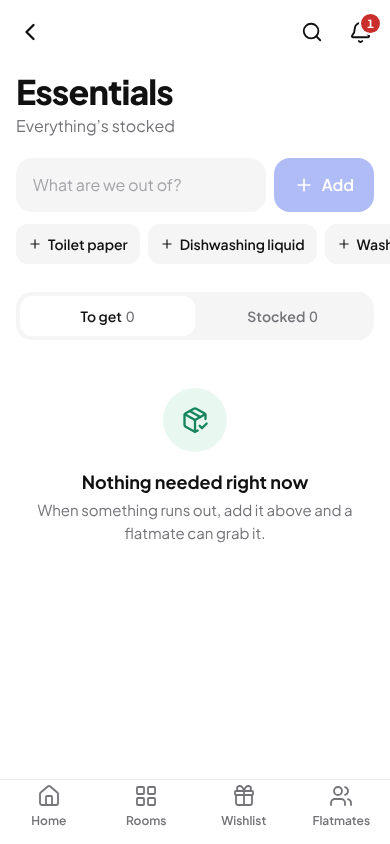 1
Essentials
Everything's stocked
What are we out of?
+ Add
+ Toilet paper
+ Dishwashing liquid
+ Wash
To get 0
Stocked 0
Nothing needed right now
When something runs out, add it above and a
flatmate can grab it.
Home
Rooms
Wishlist
Flatmates